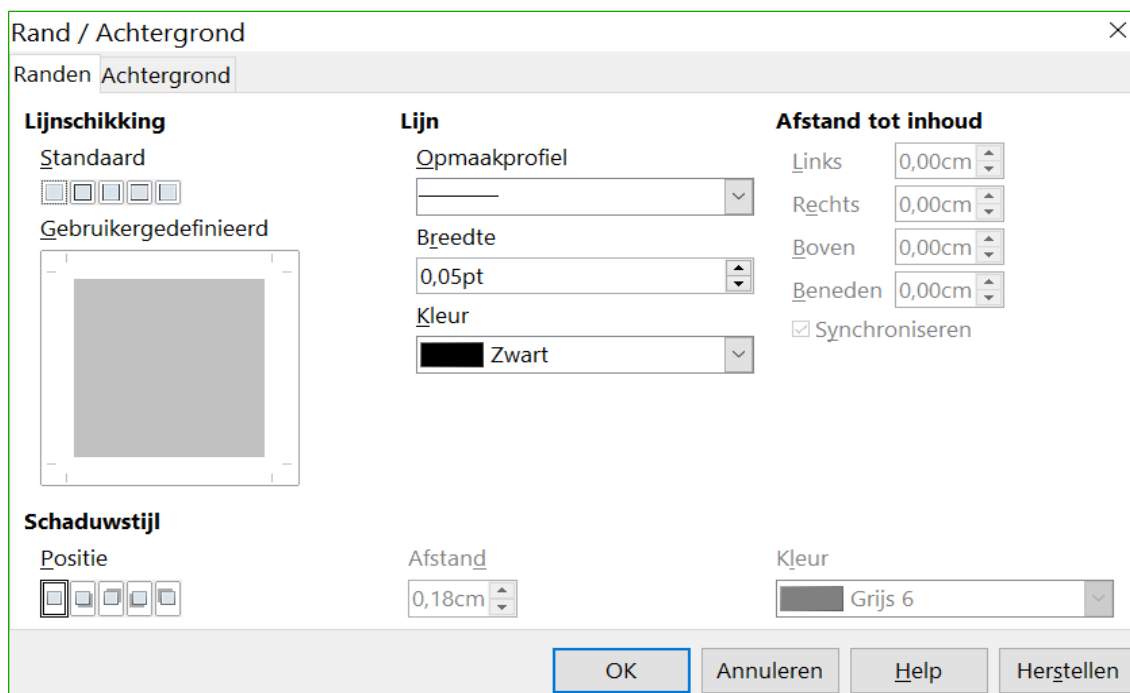 Rand / Achtergrond
Randen Achtergrond
Lijnschikking
Standaard
Gebruikergedefinieerd
Lijn
Opmaakprofiel
Breedte
0,05pt
Kleur
Zwart
Afstand tot inhoud
Links 0,00cm
Rechts 0,00cm
Boven 0,00cm
Beneden 0,00cm
Synchroniseren
Schaduwstijl
Positie
Afstand
0,18cm
Kleur
Grijs 6
OK Annuleren Help Herstellen